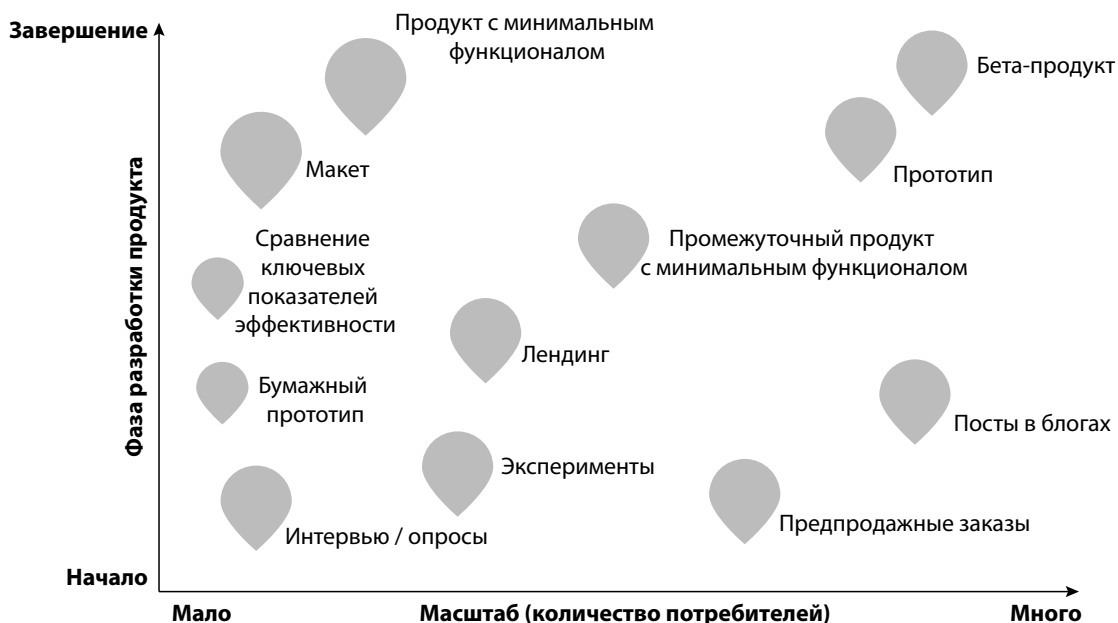 Продукт с минимальным
функционалом
Завершение
Бета-продукт
Макет
Прототип
Сравнение
ключевых
показателей
эффективности
Промежуточный продукт
с минимальным функционалом
Лендинг
Бумажный
прототип
Посты в блогах
Эксперименты
Предпродажные заказы
Интервью / опросы
Фаза разработки продукта
Начало
Мало
Масштаб (количество потребителей)
Много